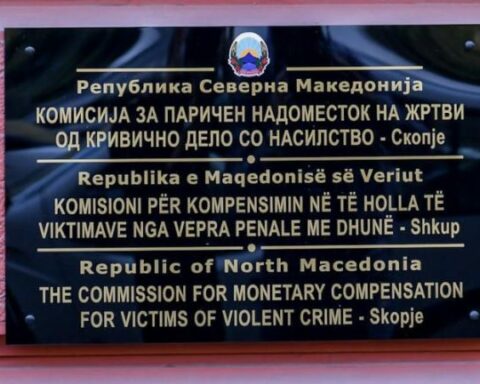 Република Северна Македонија
КОМИСИЈА ЗА ПАРИЧЕН НАДОМЕСТОК НА ЖРТВИ
ОД КРИВИЧНО ДЕЛО СО НАСИЛСТВО - Скопје
Republika e Maqedonisë së Veriut
KOMISIONI PËR KOMPENSIMIN NË TË HOLLA TË
VIKTIMAVE NGA VEPRA PENALE ME DHUNË - Shkup
Republic of North Macedonia
THE COMMISSION FOR MONETARY COMPENSATION
FOR VICTIMS OF VIOLENT CRIME - Skopje